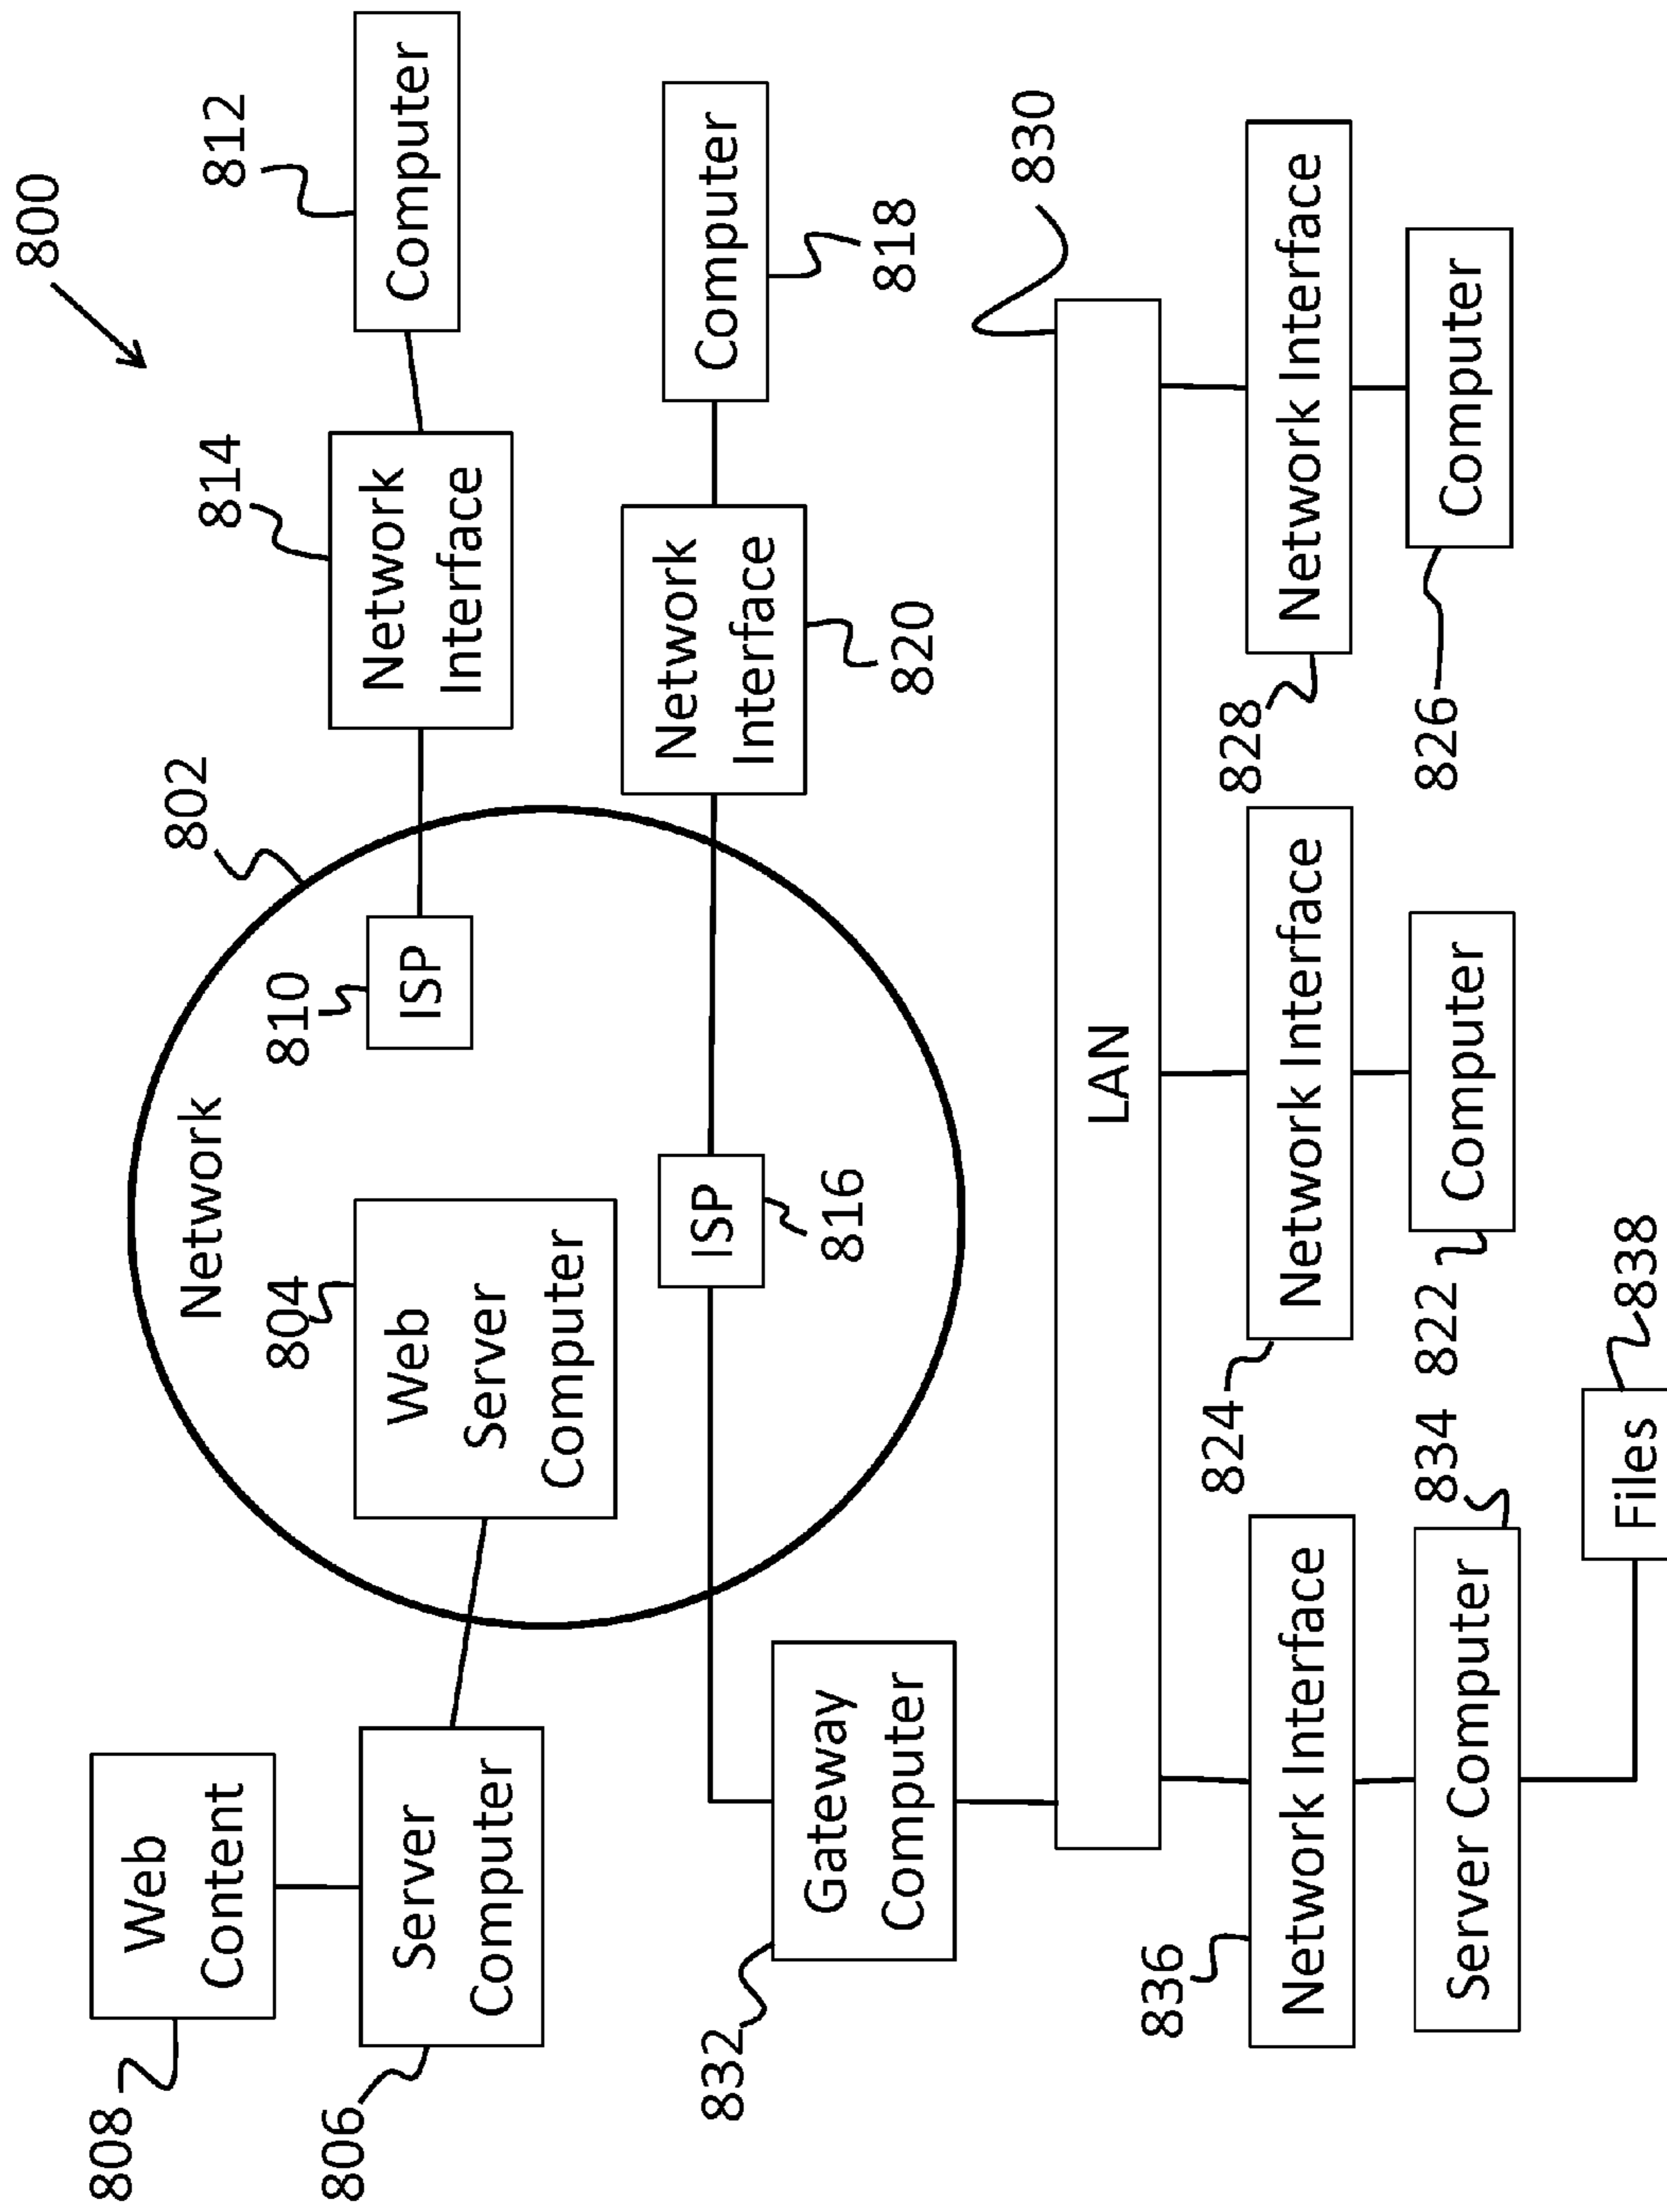 800
808
Web
Content
806
Server
Computer
Network
802
804
Web
Server
Computer
810
ISP
814
Network
Interface
812
Computer
816
ISP
820
Network
Interface
818
Computer
832
Gateway
Computer
LAN
830
836
Network Interface
824
Network Interface
828
Network Interface
Server Computer
834
822
Computer
826
Computer
Files
838